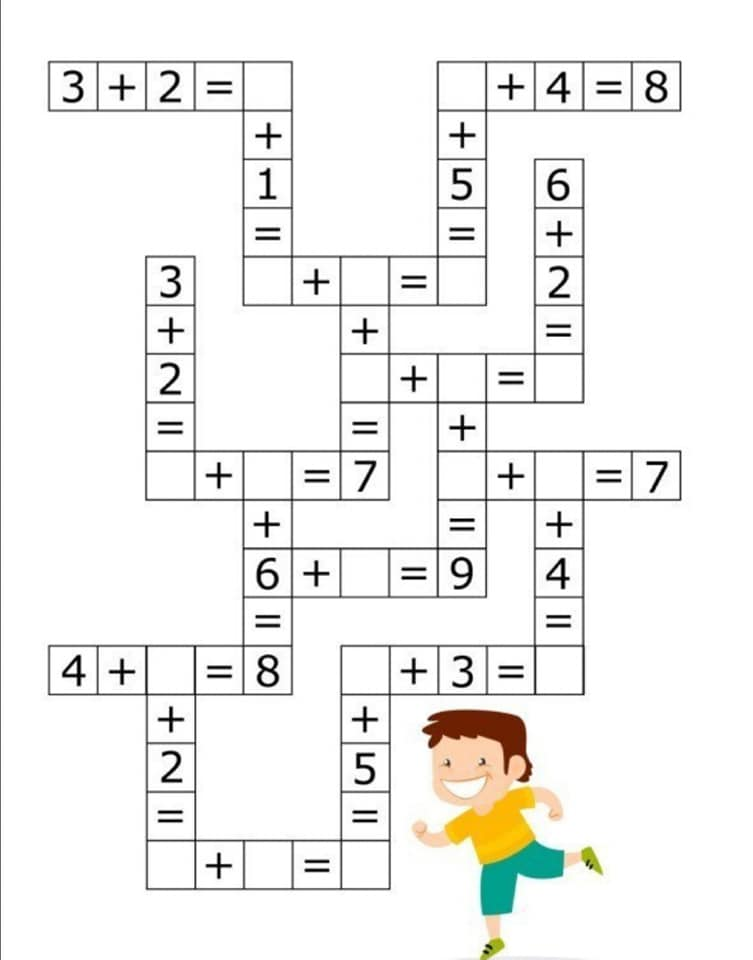 3 + 2 = + 4 = 8
+ +
1 5 6
= = +
3 + = 2
+ + =
2 + =
= = +
+ = 7 + = 7
+ = +
6 + = 9 4
= =
4 + = 8 + 3 =
+ +
2 5
= =
+ =